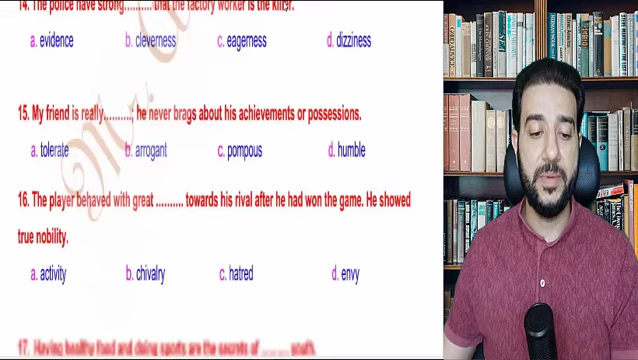 14. The police have strong.......... that the factory worker is the killer.
a. evidence b. cleverness c. eagerness d. dizziness
15. My friend is really..........; he never brags about his achievements or possessions.
a. tolerate b. arrogant c. pompous d. humble
16. The player behaved with great .......... towards his rival after he had won the game. He showed
true nobility.
a. activity b. chivalry c. hatred d. envy
17. Having healthy food and doing sports are the secrets of .......... youth.